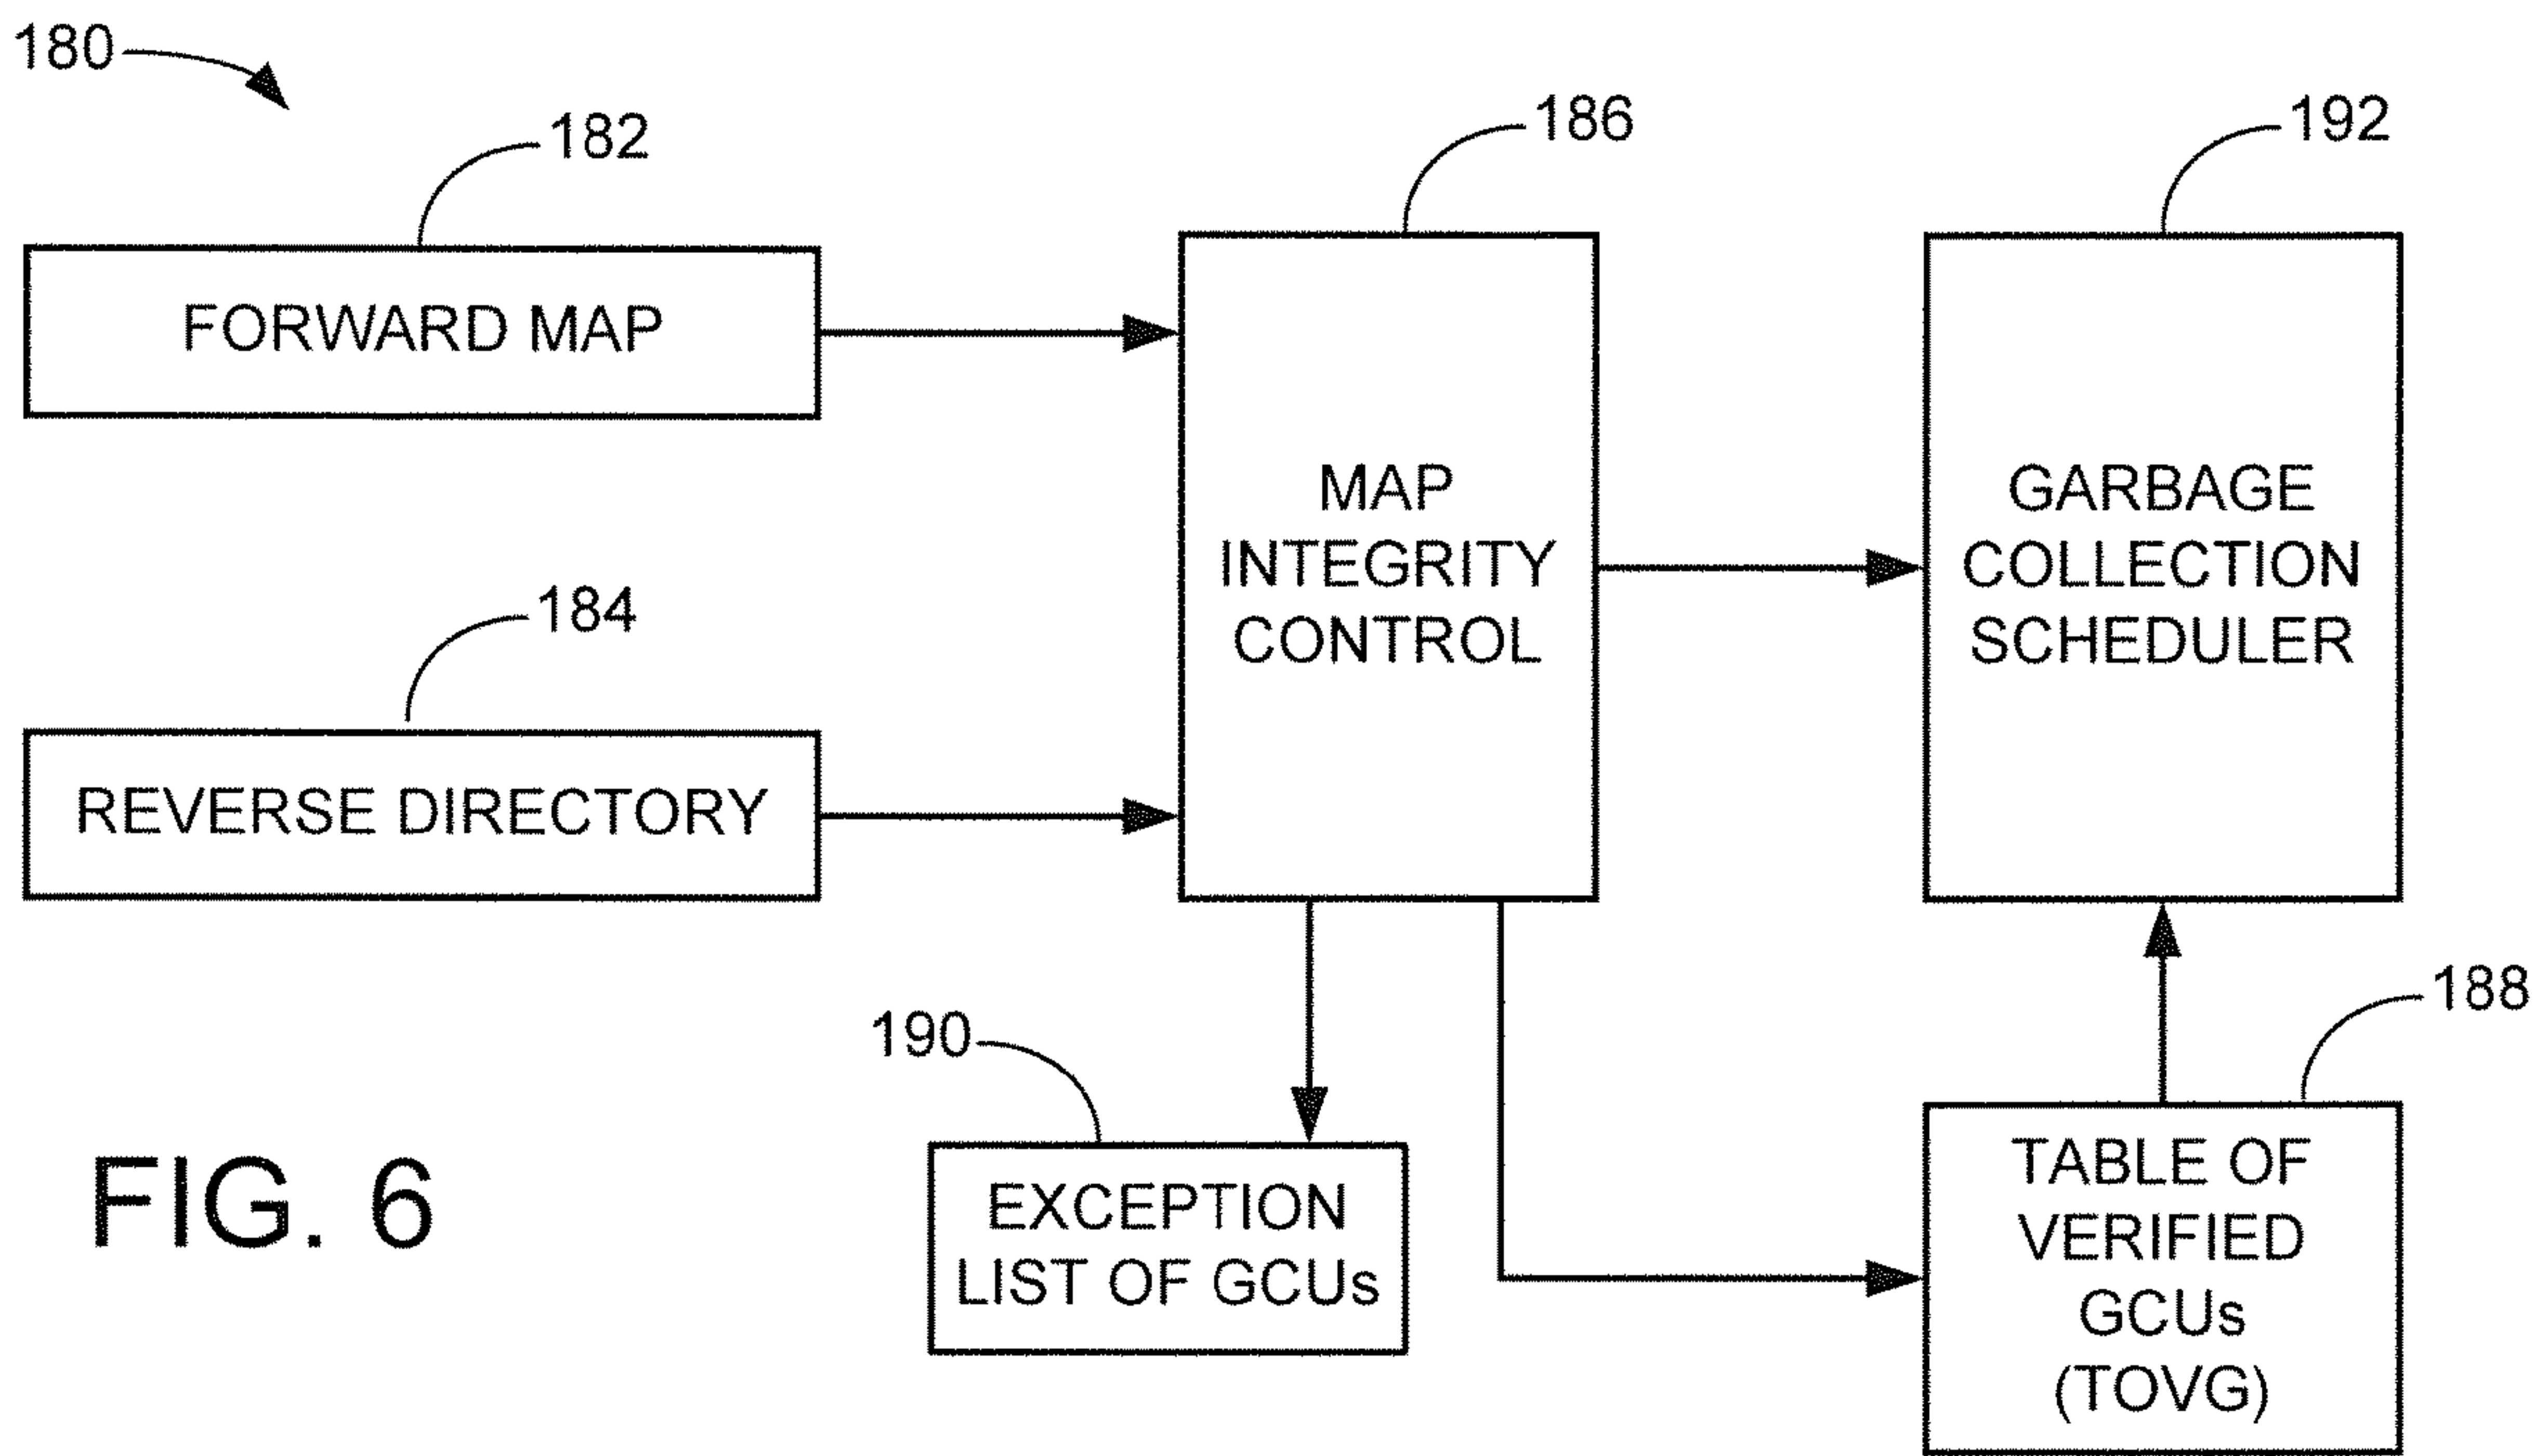 180
182
186
192
FORWARD MAP
MAP
INTEGRITY
CONTROL
GARBAGE
COLLECTION
SCHEDULER
184
REVERSE DIRECTORY
190
188
EXCEPTION
LIST OF GCUs
TABLE OF
VERIFIED
GCUs
(TOVG)
FIG. 6